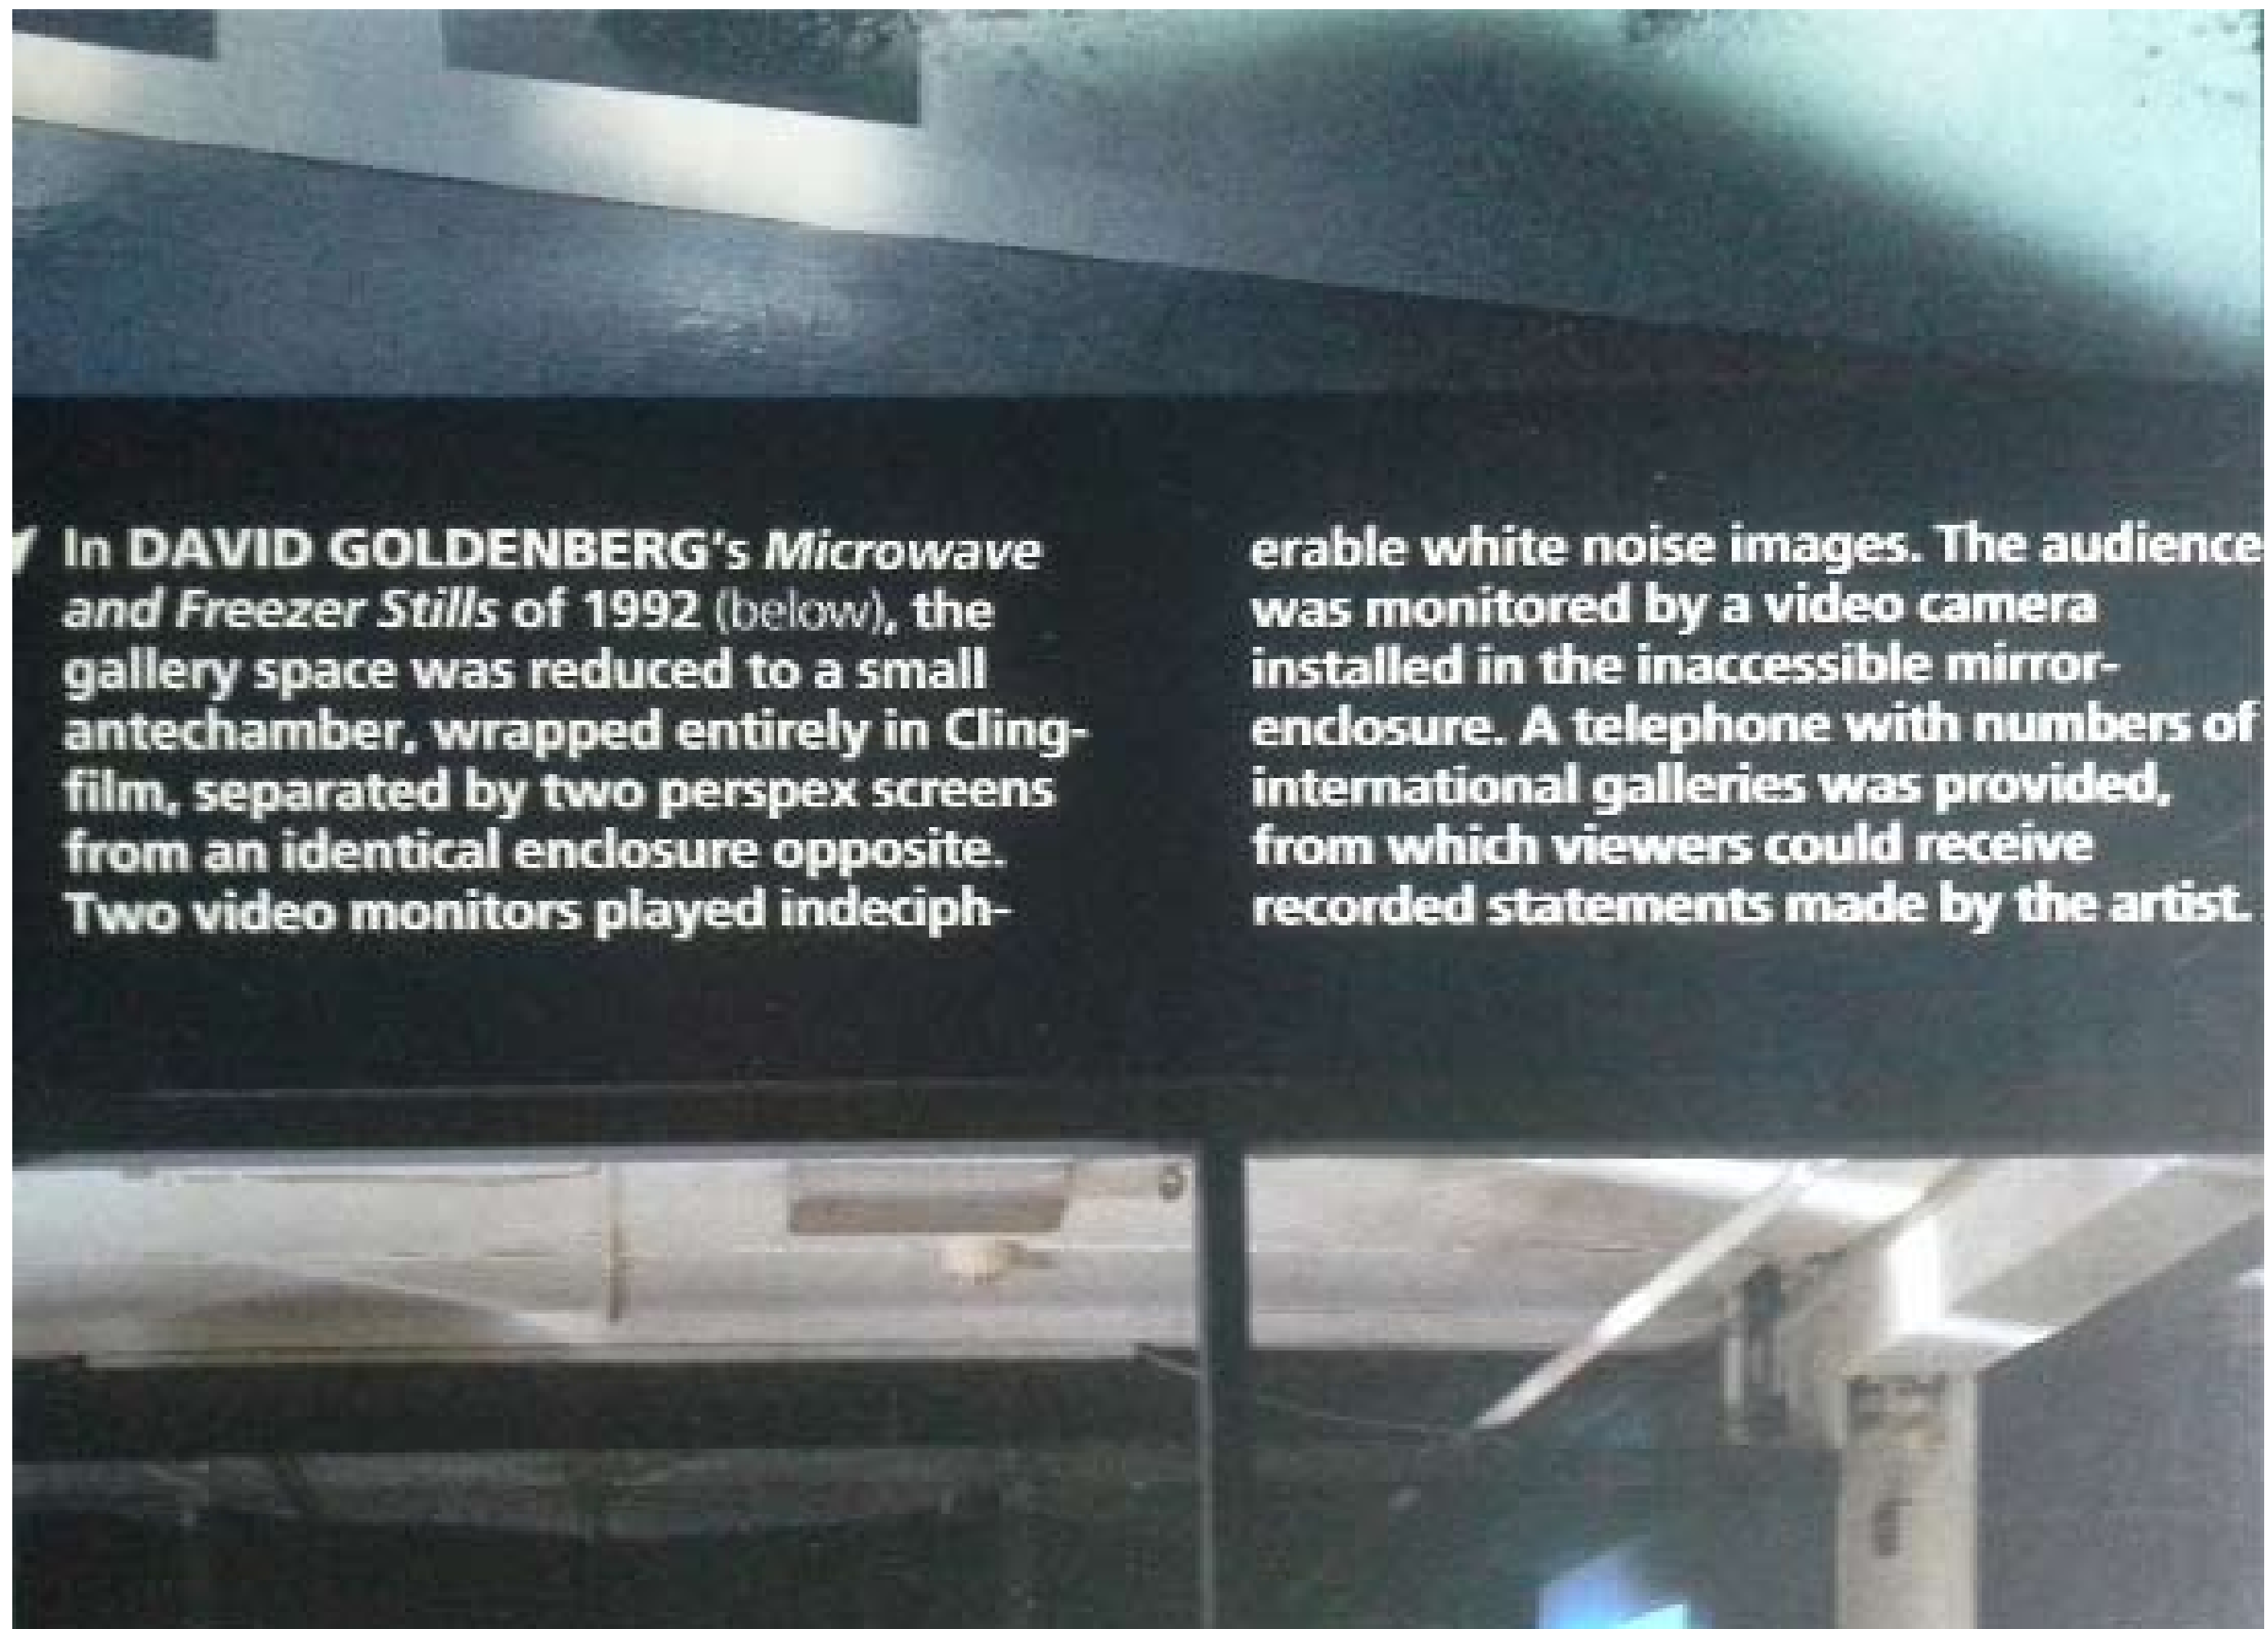 In DAVID GOLDENBERG's Microwave
and Freezer Stills of 1992 (below), the
gallery space was reduced to a small
antechamber, wrapped entirely in Cling-
film, separated by two perspex screens
from an identical enclosure opposite.
Two video monitors played indeciph-
erable white noise images. The audience
was monitored by a video camera
installed in the inaccessible mirror-
enclosure. A telephone with numbers of
international galleries was provided,
from which viewers could receive
recorded statements made by the artist.